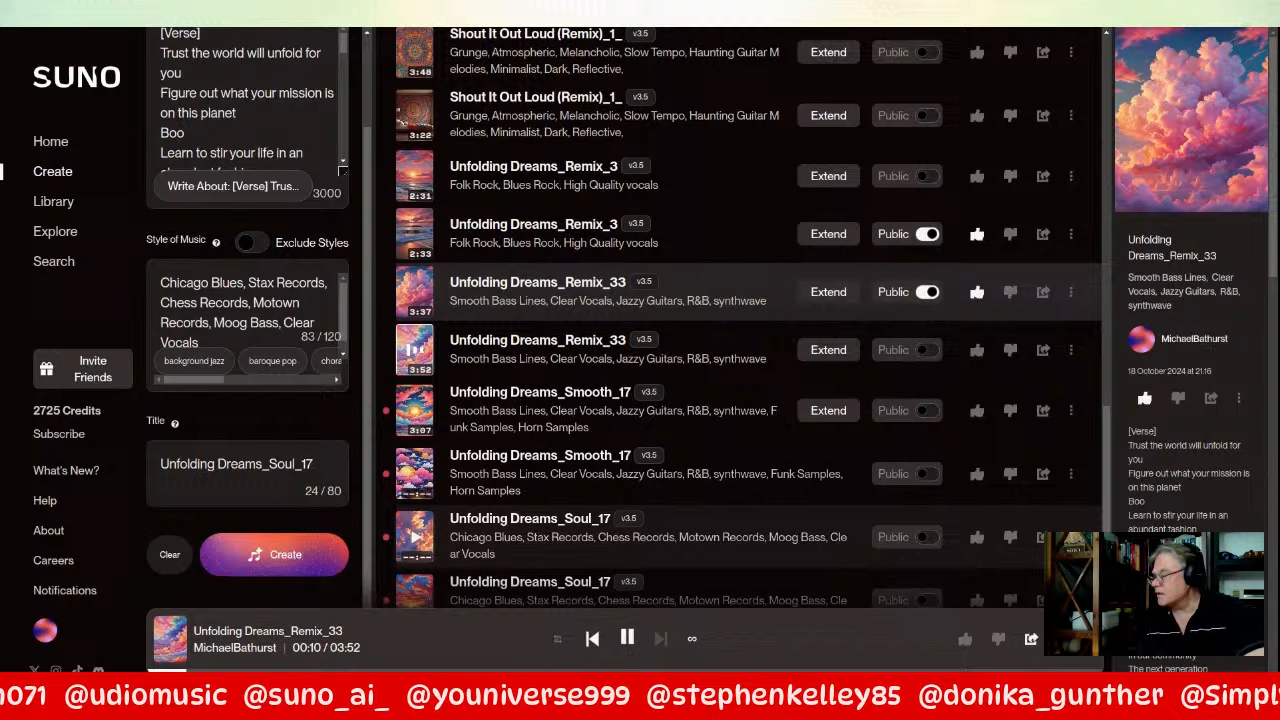 SUNO
Home
Create
Library
Explore
Search
Invite
Friends
2725 Credits
Subscribe
What's New?
Help
About
Careers
Notifications
[Verse]
Trust the world will unfold for
you
Figure out what your mission is
on this planet
Boo
Learn to stir your life in an
Write About: [Verse] Trus...
3000
Style of Music
Exclude Styles
Chicago Blues, Stax Records,
Chess Records, Motown
Records, Moog Bass, Clear
Vocals
83 / 120
background jazz
baroque pop
chora
Title
Unfolding Dreams_Soul_17
24 / 80
Clear
Create
Shout It Out Loud (Remix)_1_ v3.5
Grunge, Atmospheric, Melancholic, Slow Tempo, Haunting Guitar M
elodies, Minimalist, Dark, Reflective,
3:48
Extend
Public
Shout It Out Loud (Remix)_1_ v3.5
Grunge, Atmospheric, Melancholic, Slow Tempo, Haunting Guitar M
elodies, Minimalist, Dark, Reflective,
3:22
Extend
Public
Unfolding Dreams_Remix_3 v3.5
Folk Rock, Blues Rock, High Quality vocals
2:31
Extend
Public
Unfolding Dreams_Remix_3 v3.5
Folk Rock, Blues Rock, High Quality vocals
2:33
Extend
Public
Unfolding Dreams_Remix_33 v3.5
Smooth Bass Lines, Clear Vocals, Jazzy Guitars, R&B, synthwave
3:37
Extend
Public
Unfolding Dreams_Remix_33 v3.5
Smooth Bass Lines, Clear Vocals, Jazzy Guitars, R&B, synthwave
3:52
Extend
Public
Unfolding Dreams_Smooth_17 v3.5
Smooth Bass Lines, Clear Vocals, Jazzy Guitars, R&B, synthwave, F
unk Samples, Horn Samples
3:07
Extend
Public
Unfolding Dreams_Smooth_17 v3.5
Smooth Bass Lines, Clear Vocals, Jazzy Guitars, R&B, synthwave, Funk Samples,
Horn Samples
--:--
Public
Unfolding Dreams_Soul_17 v3.5
Chicago Blues, Stax Records, Chess Records, Motown Records, Moog Bass, Cle
ar Vocals
--:--
Public
Unfolding Dreams_Soul_17 v3.5
Chicago Blues, Stax Records, Chess Records, Motown Records, Moog Bass, Cle
Public
Unfolding
Dreams_Remix_33
Smooth Bass Lines, Clear
Vocals, Jazzy Guitars, R&B,
synthwave
MichaelBathurst
18 October 2024 at 21:16
[Verse]
Trust the world will unfold for
you
Figure out what your mission is
on this planet
Boo
Learn to stir your life in an
abundant fashion
The next generation
Unfolding Dreams_Remix_33
MichaelBathurst | 00:10 / 03:52
n071 @udiomusic @suno_ai_ @youniverse999 @stephenkelley85 @donika_gunther @Simpl